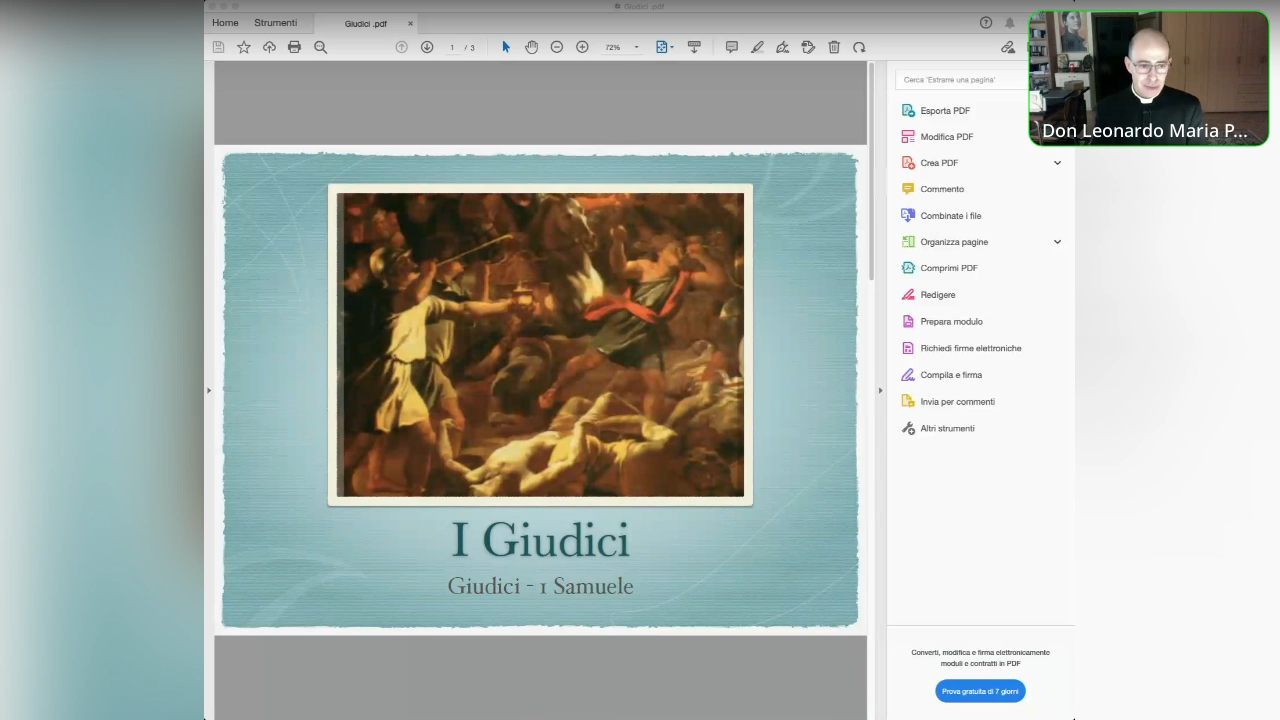 Giudici .pdf
Home
Strumenti
Giudici .pdf
×
1 / 3
72%
Cerca 'Estrarre una pagina'
Esporta PDF
Modifica PDF
Crea PDF
Commento
Combinate i file
Organizza pagine
Comprimi PDF
Redigere
Prepara modulo
Richiedi firme elettroniche
Compila e firma
Invia per commenti
Altri strumenti
Converti, modifica e firma elettronicamente
moduli e contratti in PDF
Prova gratuita di 7 giorni
Don Leonardo Maria P...
I Giudici
Giudici - 1 Samuele